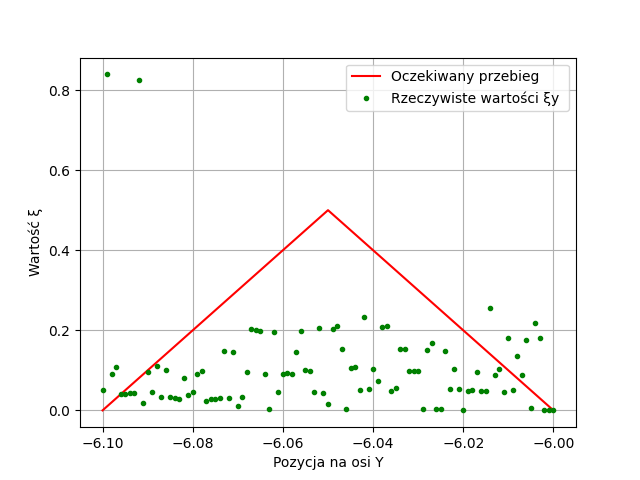 Oczekiwany przebieg
Rzeczywiste wartości ξy
0.8
0.6
0.4
0.2
0.0
Wartość ξ
−6.10 −6.08 −6.06 −6.04 −6.02 −6.00
Pozycja na osi Y